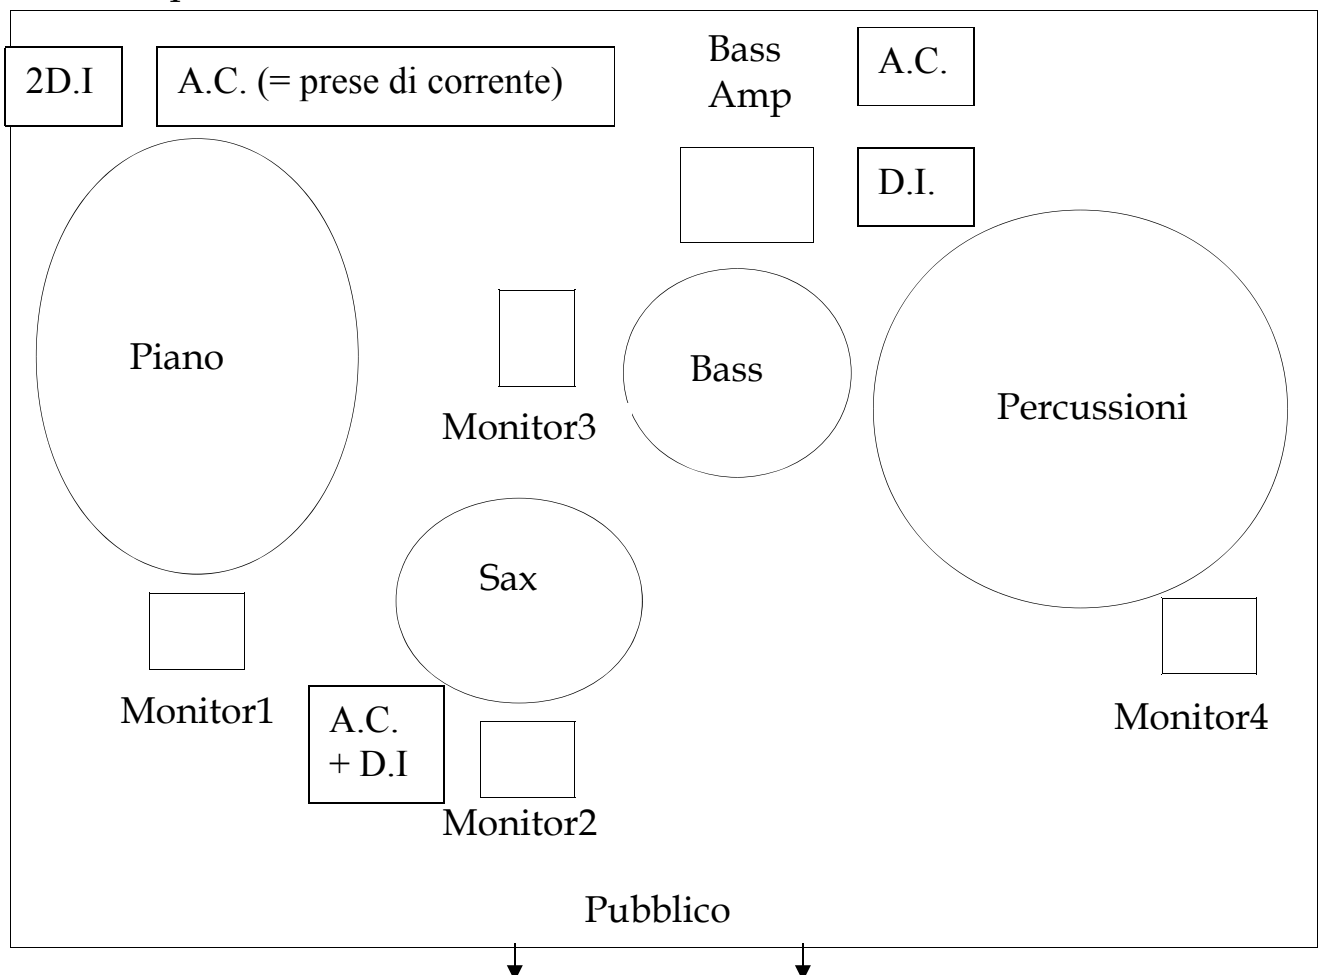 Bass
Amp
A.C.
2D.I
A.C. (= prese di corrente)
D.I.
Piano
Bass
Percussioni
Monitor3
Sax
Monitor1
A.C.
+ D.I
Monitor4
Monitor2
Pubblico